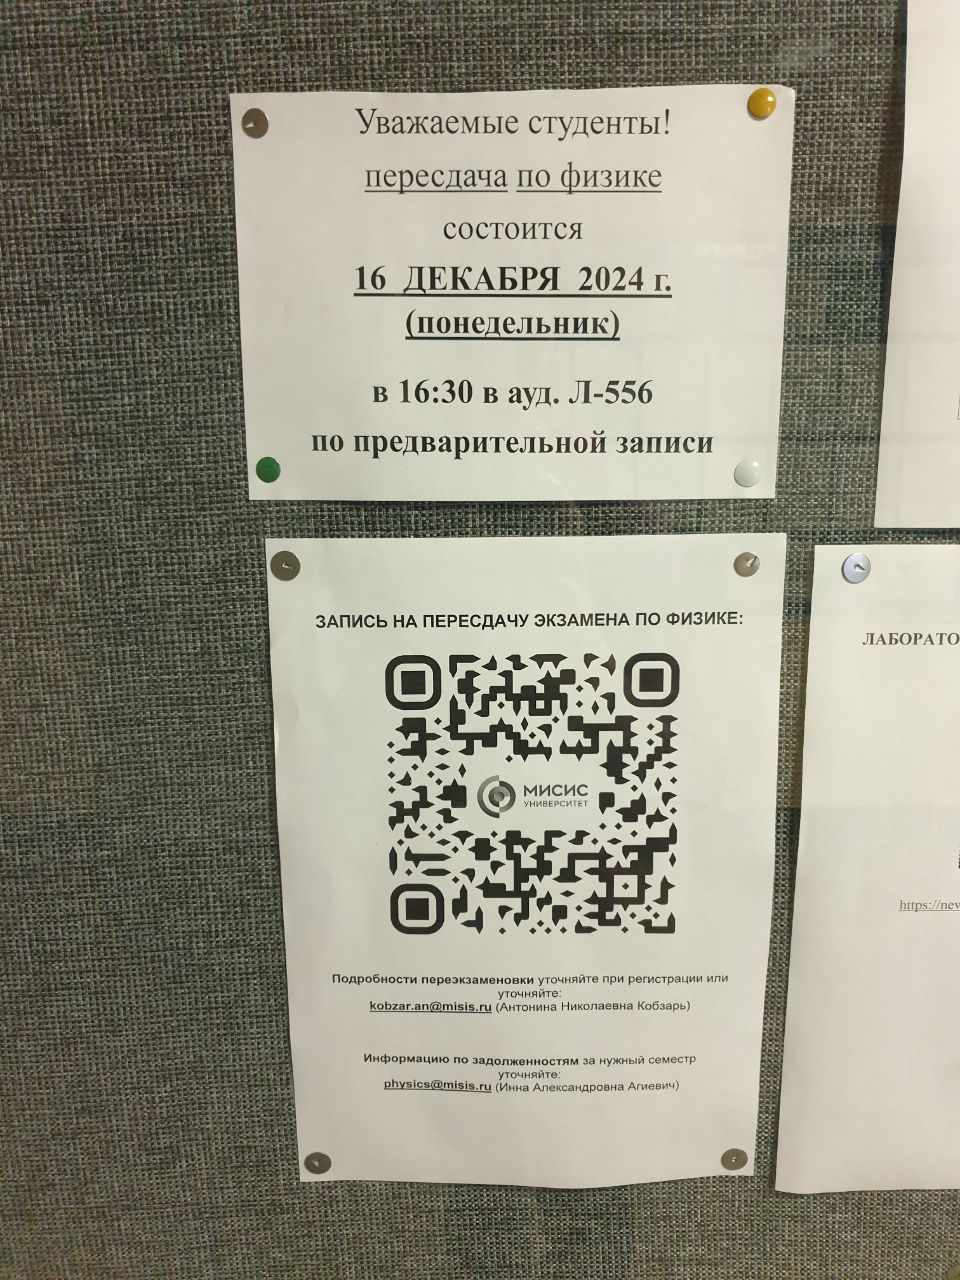 Уважаемые студенты!
пересдача по физике
состоится
16 ДЕКАБРЯ 2024 г.
(понедельник)
в 16:30 в ауд. Л-556
по предварительной записи
ЗАПИСЬ НА ПЕРЕСДАЧУ ЭКЗАМЕНА ПО ФИЗИКЕ:
МИСИС
УНИВЕРСИТЕТ
Подробности переэкзаменовки уточняйте при регистрации или
уточняйте:
kobzar.an@misis.ru (Антонина Николаевна Кобзарь)
Информацию по задолженностям за нужный семестр
уточняйте:
physics@misis.ru (Инна Александровна Агиевич)
ЛАБОРАТО
https://nev